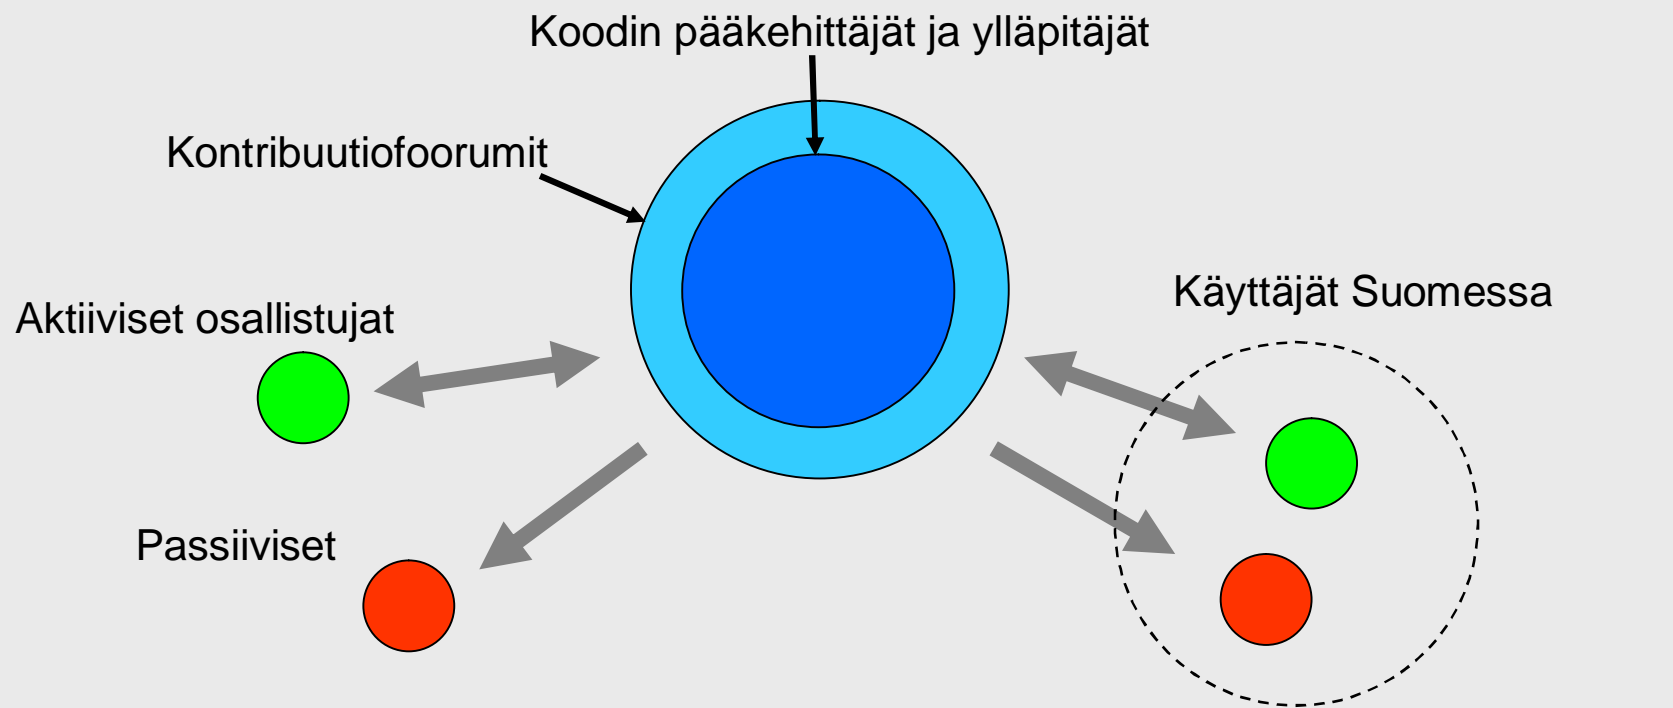 Koodin pääkehittäjät ja ylläpitäjät
Kontribuutiofoorumit
Käyttäjät Suomessa
Aktiiviset osallistujat
Passiiviset